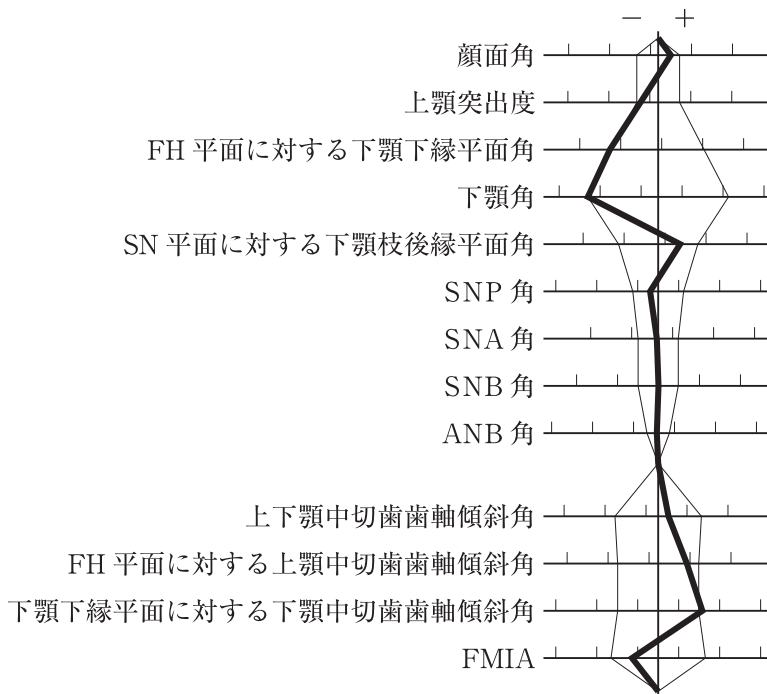 − +
顔面角
上顎突出度
FH 平面に対する下顎下縁平面角
下顎角
SN 平面に対する下顎枝後縁平面角
SNP 角
SNA 角
SNB 角
ANB 角
上下顎中切歯歯軸傾斜角
FH 平面に対する上顎中切歯歯軸傾斜角
下顎下縁平面に対する下顎中切歯歯軸傾斜角
FMIA